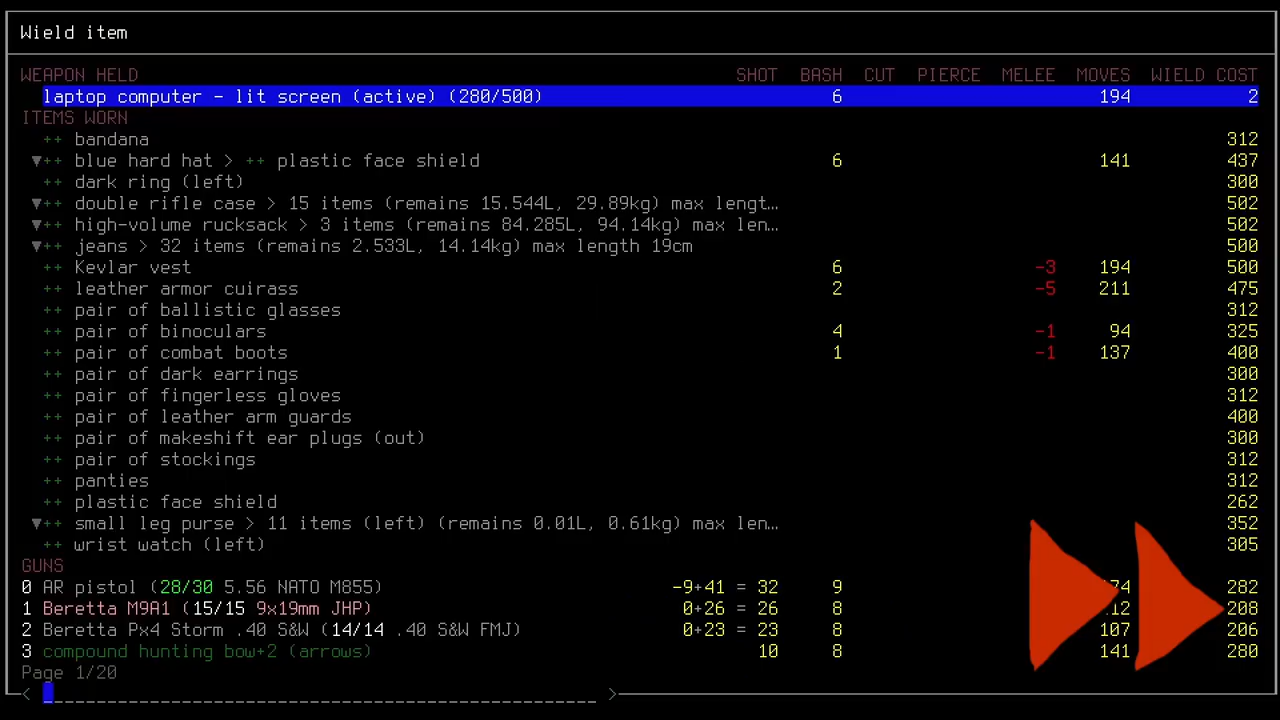 Wield item
WEAPON HELD SHOT BASH CUT PIERCE MELEE MOVES WIELD COST
laptop computer – lit screen (active) (280/500) 6 194 2
ITEMS WORN
++ bandana 312
▼++ blue hard hat > ++ plastic face shield 6 141 437
++ dark ring (left) 300
▼++ double rifle case > 15 items (remains 15.544L, 29.89kg) max lengt… 502
▼++ high-volume rucksack > 3 items (remains 84.285L, 94.14kg) max len… 502
▼++ jeans > 32 items (remains 2.533L, 14.14kg) max length 19cm 500
++ Kevlar vest 6 -3 194 500
++ leather armor cuirass 2 -5 211 475
++ pair of ballistic glasses 312
++ pair of binoculars 4 -1 94 325
++ pair of combat boots 1 -1 137 400
++ pair of dark earrings 300
++ pair of fingerless gloves 312
++ pair of leather arm guards 400
++ pair of makeshift ear plugs (out) 300
++ pair of stockings 312
++ panties 312
++ plastic face shield 262
▼++ small leg purse > 11 items (left) (remains 0.01L, 0.61kg) max len… 352
++ wrist watch (left) 305
GUNS
0 AR pistol (28/30 5.56 NATO M855) -9+41 = 32 9 282
1 Beretta M9A1 (15/15 9x19mm JHP) 0+26 = 26 8 208
2 Beretta Px4 Storm .40 S&W (14/14 .40 S&W FMJ) 0+23 = 23 8 107 206
3 compound hunting bow+2 (arrows) 10 8 141 280
Page 1/20
< >